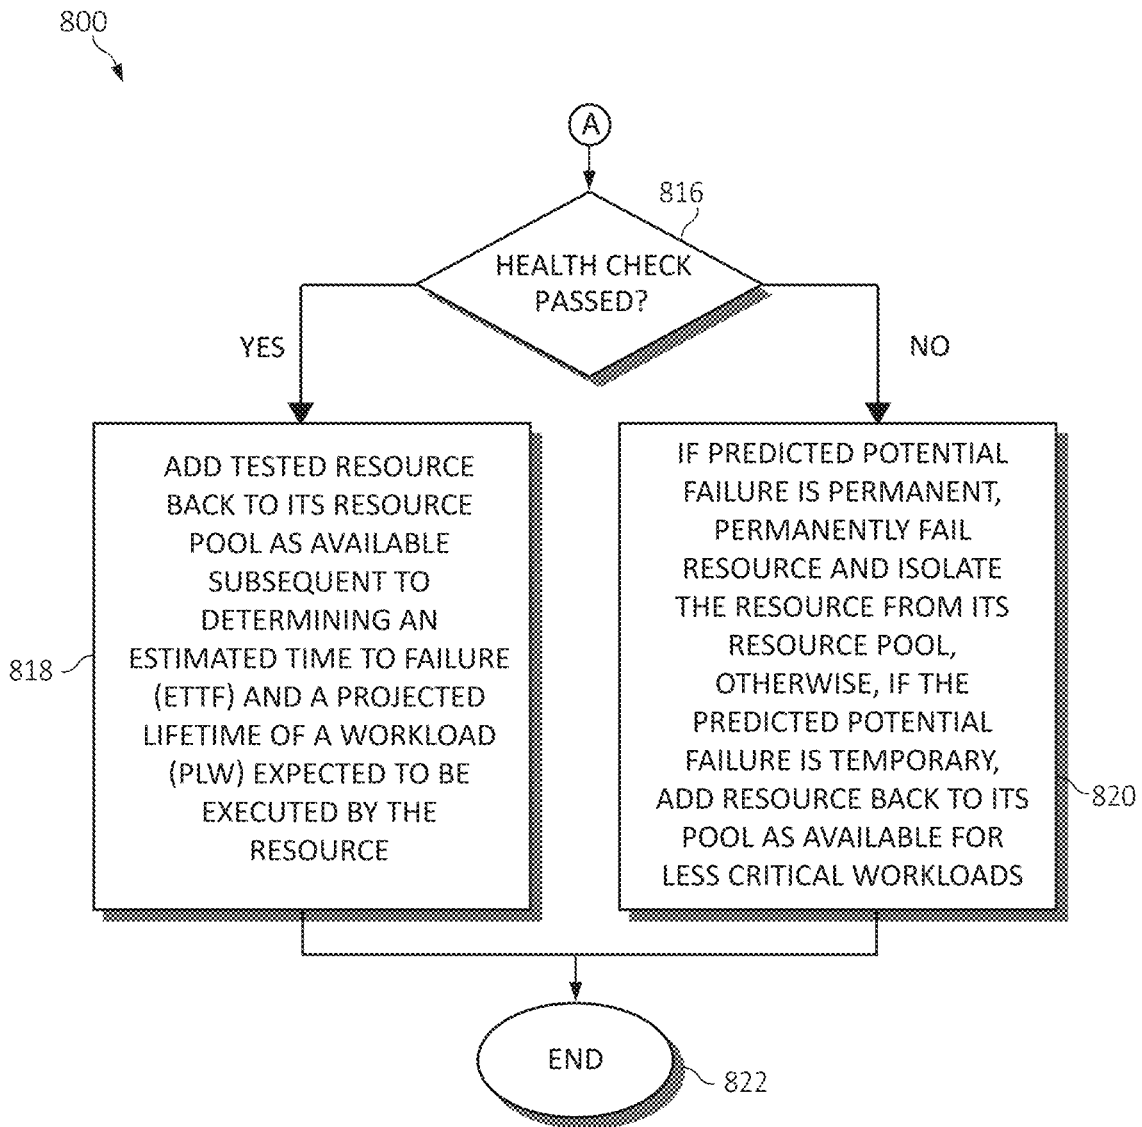 800
A
816
HEALTH CHECK
PASSED?
YES
NO
ADD TESTED RESOURCE
BACK TO ITS RESOURCE
POOL AS AVAILABLE
SUBSEQUENT TO
DETERMINING AN
ESTIMATED TIME TO FAILURE
(ETTF) AND A PROJECTED
LIFETIME OF A WORKLOAD
(PLW) EXPECTED TO BE
EXECUTED BY THE
RESOURCE
818
IF PREDICTED POTENTIAL
FAILURE IS PERMANENT,
PERMANENTLY FAIL
RESOURCE AND ISOLATE
THE RESOURCE FROM ITS
RESOURCE POOL,
OTHERWISE, IF THE
PREDICTED POTENTIAL
FAILURE IS TEMPORARY,
ADD RESOURCE BACK TO ITS
POOL AS AVAILABLE FOR
LESS CRITICAL WORKLOADS
820
END
822